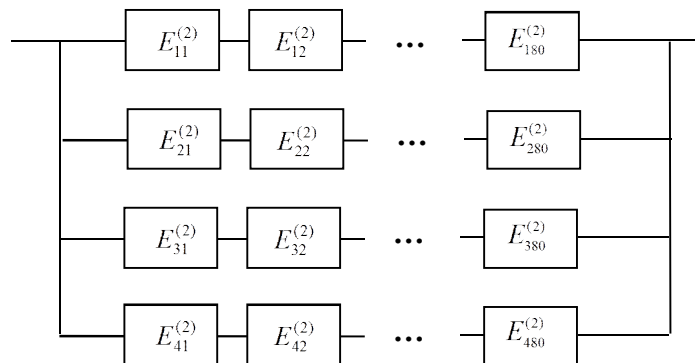 E_{11}^{(2)} E_{12}^{(2)} ... E_{180}^{(2)}
E_{21}^{(2)} E_{22}^{(2)} ... E_{280}^{(2)}
E_{31}^{(2)} E_{32}^{(2)} ... E_{380}^{(2)}
E_{41}^{(2)} E_{42}^{(2)} ... E_{480}^{(2)}